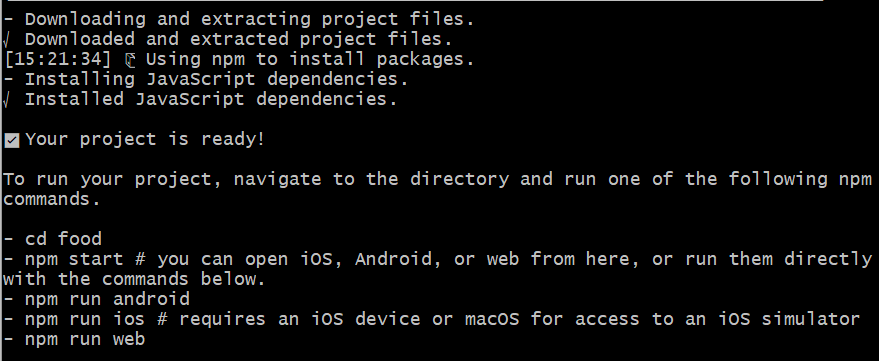 - Downloading and extracting project files.
√ Downloaded and extracted project files.
[15:21:34] Using npm to install packages.
- Installing JavaScript dependencies.
√ Installed JavaScript dependencies.
☑ Your project is ready!
To run your project, navigate to the directory and run one of the following npm
commands.
- cd food
- npm start # you can open iOS, Android, or web from here, or run them directly
with the commands below.
- npm run android
- npm run ios # requires an iOS device or macOS for access to an iOS simulator
- npm run web